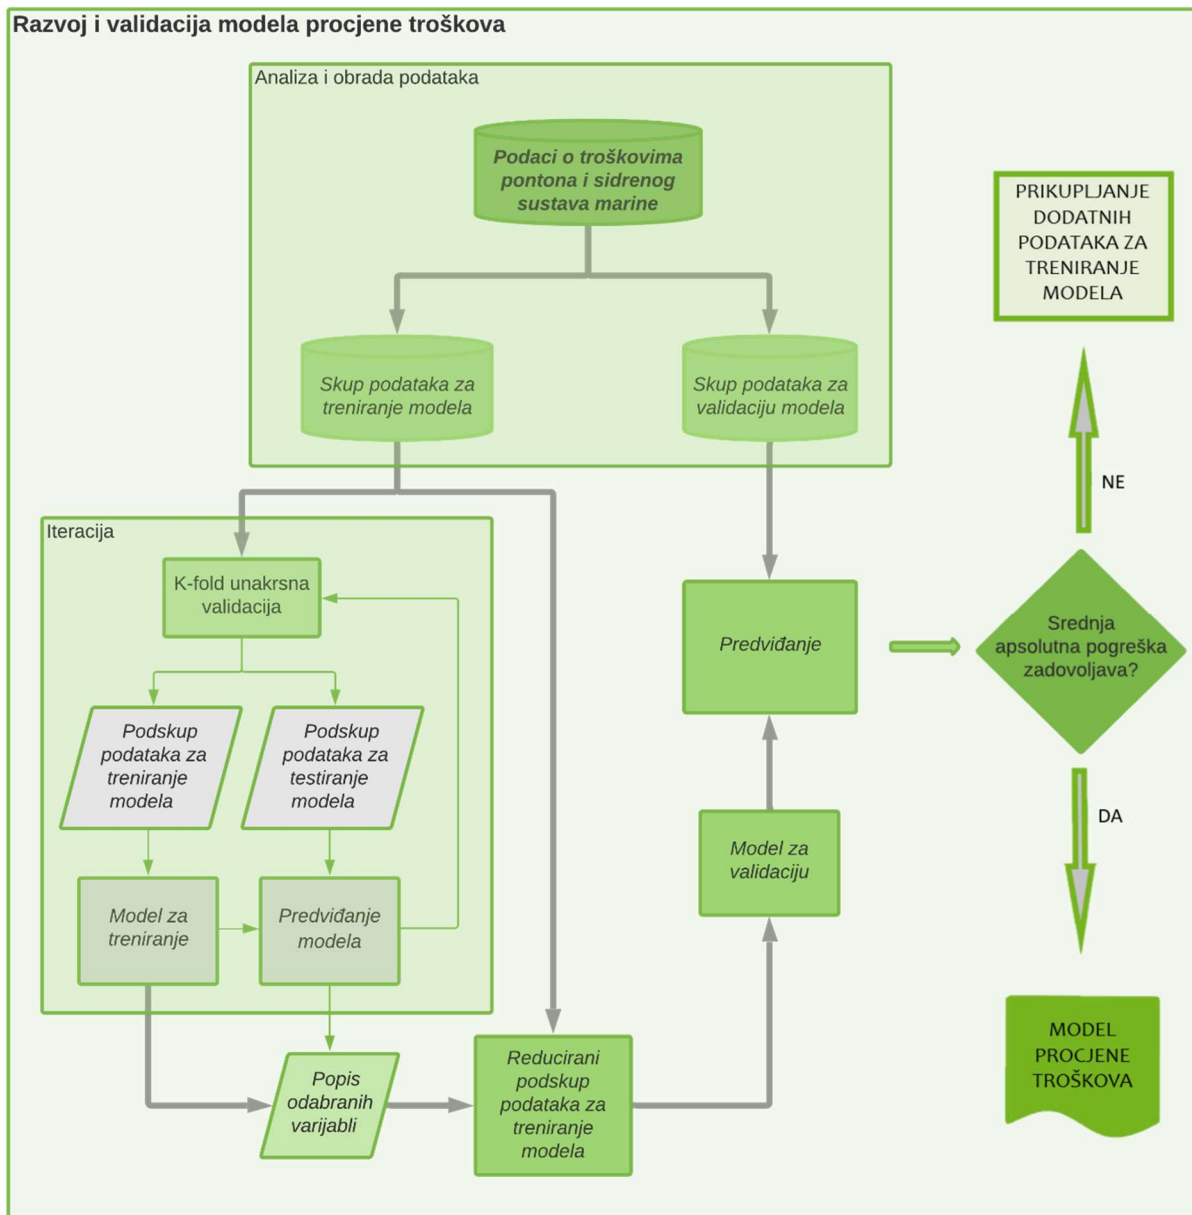 Razvoj i validacija modela procjene troškova
Analiza i obrada podataka
Podaci o troškovima
pontona i sidrenog
sustava marine
PRIKUPLJANJE
DODATNIH
PODATAKA ZA
TRENIRANJE
MODELA
Skup podataka za
treniranje modela
Skup podataka za
validaciju modela
NE
Iteracija
K-fold unakrsna
validacija
Predviđanje
Srednja
apsolutna pogreška
zadovoljava?
Podskup
podataka za
treniranje
modela
Podskup
podataka za
testiranje
modela
Model za
validaciju
DA
Model za
treniranje
Predviđanje
modela
Popis
odabranih
varijabli
Reducirani
podskup
podataka za
treniranje
modela
MODEL
PROCJENE
TROŠKOVA